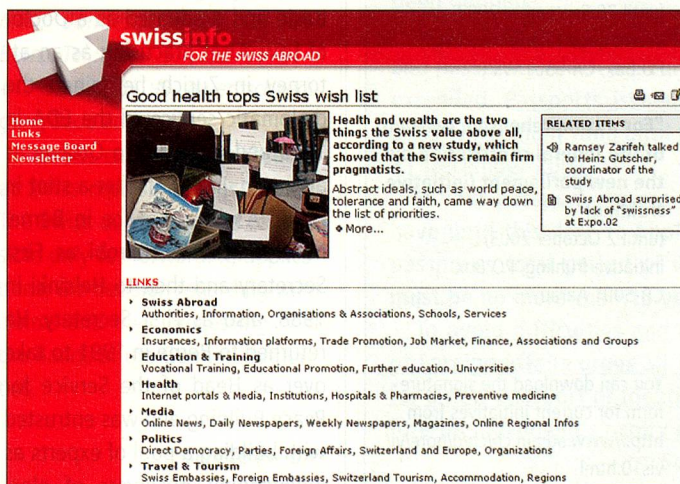 swissinfo
FOR THE SWISS ABROAD
Good health tops Swiss wish list
Home
Links
Message Board
Newsletter
Health and wealth are the two
things the Swiss value above all,
according to a new study, which
showed that the Swiss remain firm
pragmatists.
Abstract ideals, such as world peace,
tolerance and faith, came way down
the list of priorities.
More...
RELATED ITEMS
Ramsey Zarifeh talked
to Heinz Gutscher,
coordinator of the
study
Swiss Abroad surprised
by lack of "swissness"
at Expo.02
LINKS
Swiss Abroad
Authorities, Information, Organisations & Associations, Schools, Services
Economics
Insurances, Information platforms, Trade Promotion, Job Market, Finance, Associations and Groups
Education & Training
Vocational Training, Educational Promotion, Further education, Universities
Health
Internet portals & Media, Institutions, Hospitals & Pharmacies, Preventive medicine
Media
Online News, Daily Newspapers, Weekly Newspapers, Magazines, Online Regional Infos
Politics
Direct Democracy, Parties, Foreign Affairs, Switzerland and Europe, Organizations
Travel & Tourism
Swiss Embassies, Foreign Embassies, Switzerland Tourism, Accommodation, Regions